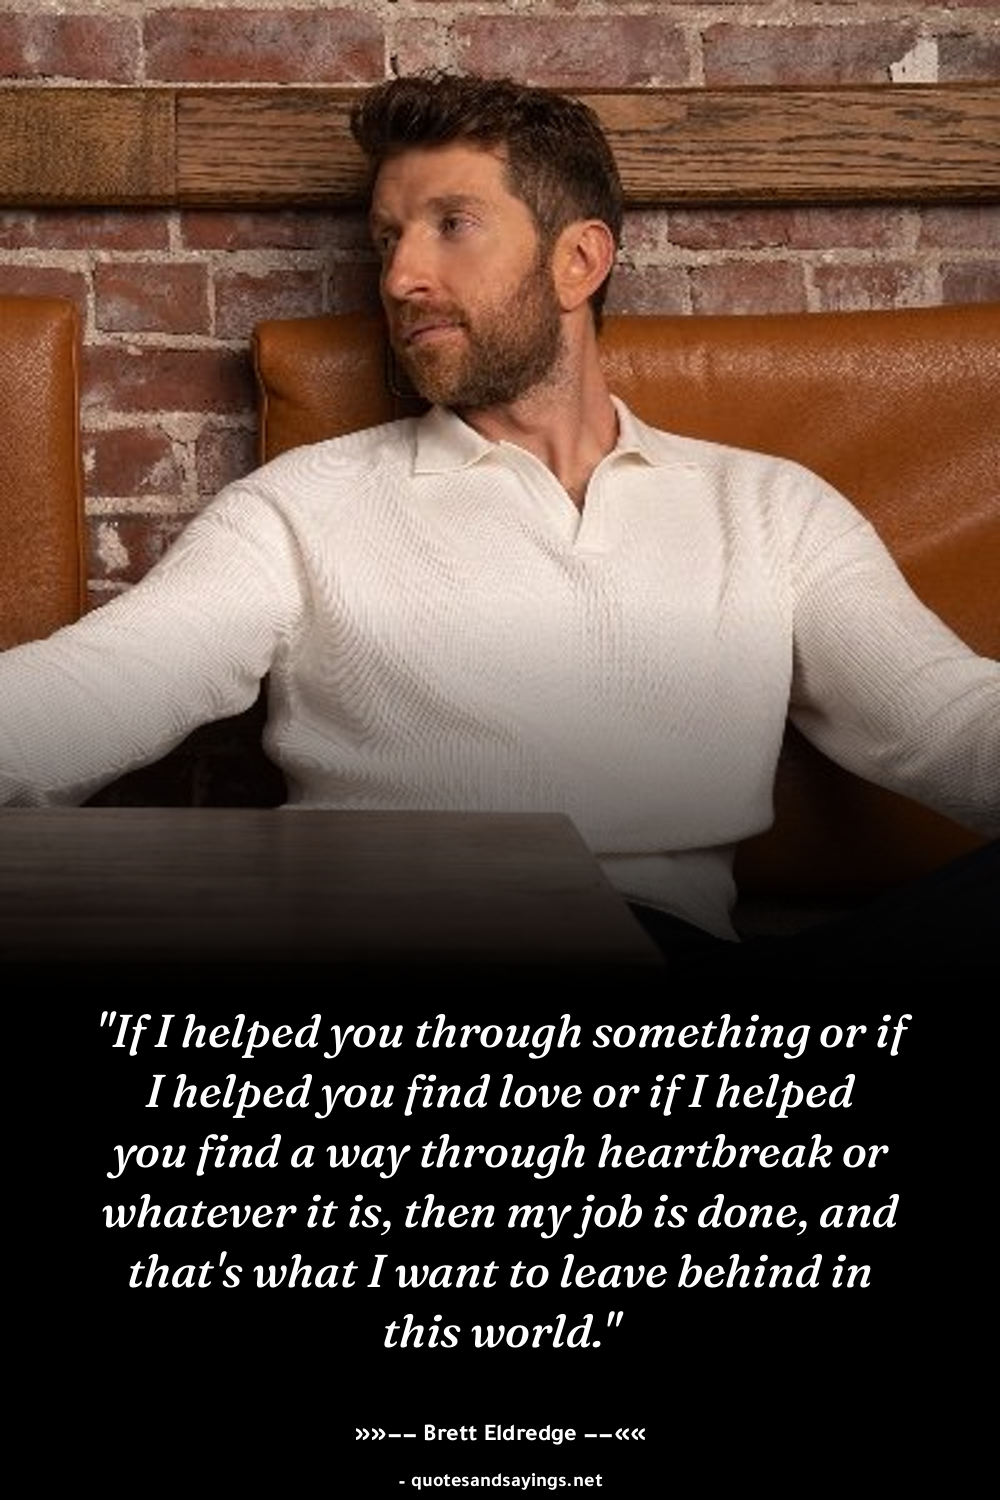 "If I helped you through something or if
I helped you find love or if I helped
you find a way through heartbreak or
whatever it is, then my job is done, and
that's what I want to leave behind in
this world."
»»−− Brett Eldredge −−««
- quotesandsayings.net